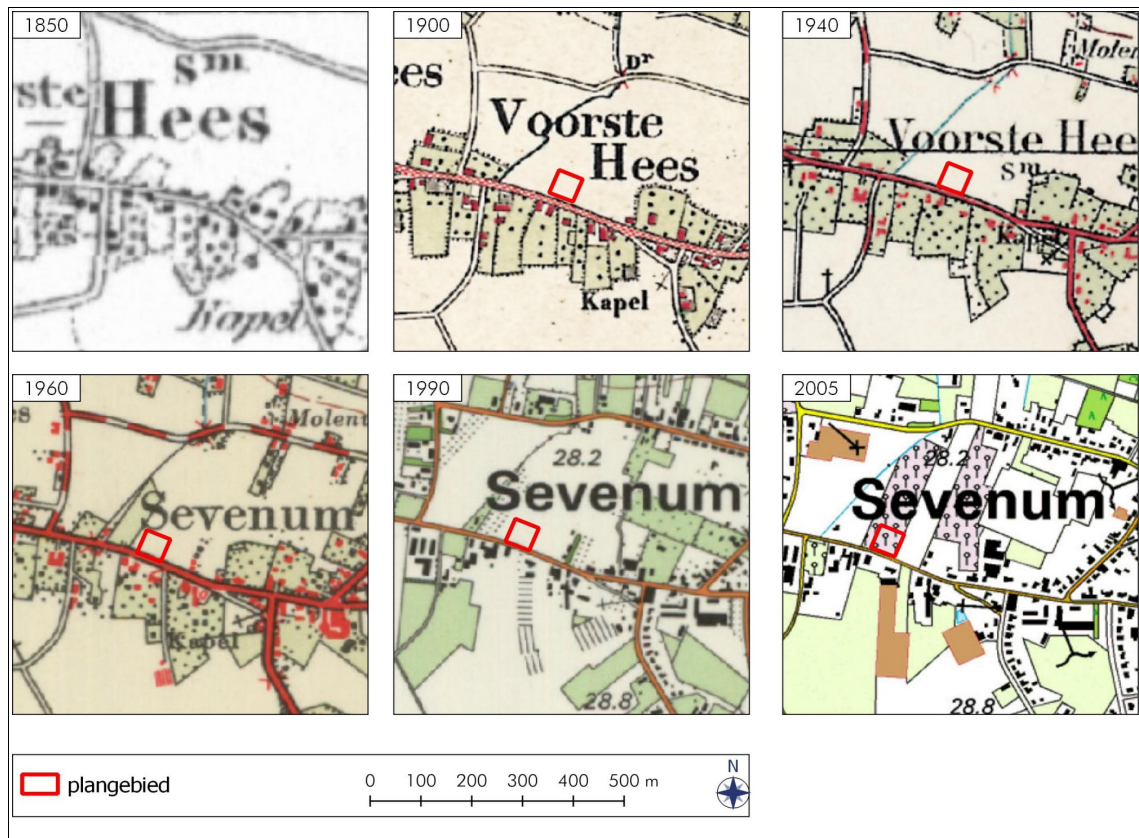 1850
sm
ste
Hees
Kapel
1900
Dr
ees
Voorste
Hees
Kapel
1940
Molen
Voorste Hee
sm
Kapel
1960
s
Molent
Sevenum
Kapel
1990
28.2
Sevenum
28.8
2005
28.2
Sevenum
28.8
plangebied
0 100 200 300 400 500 m
N